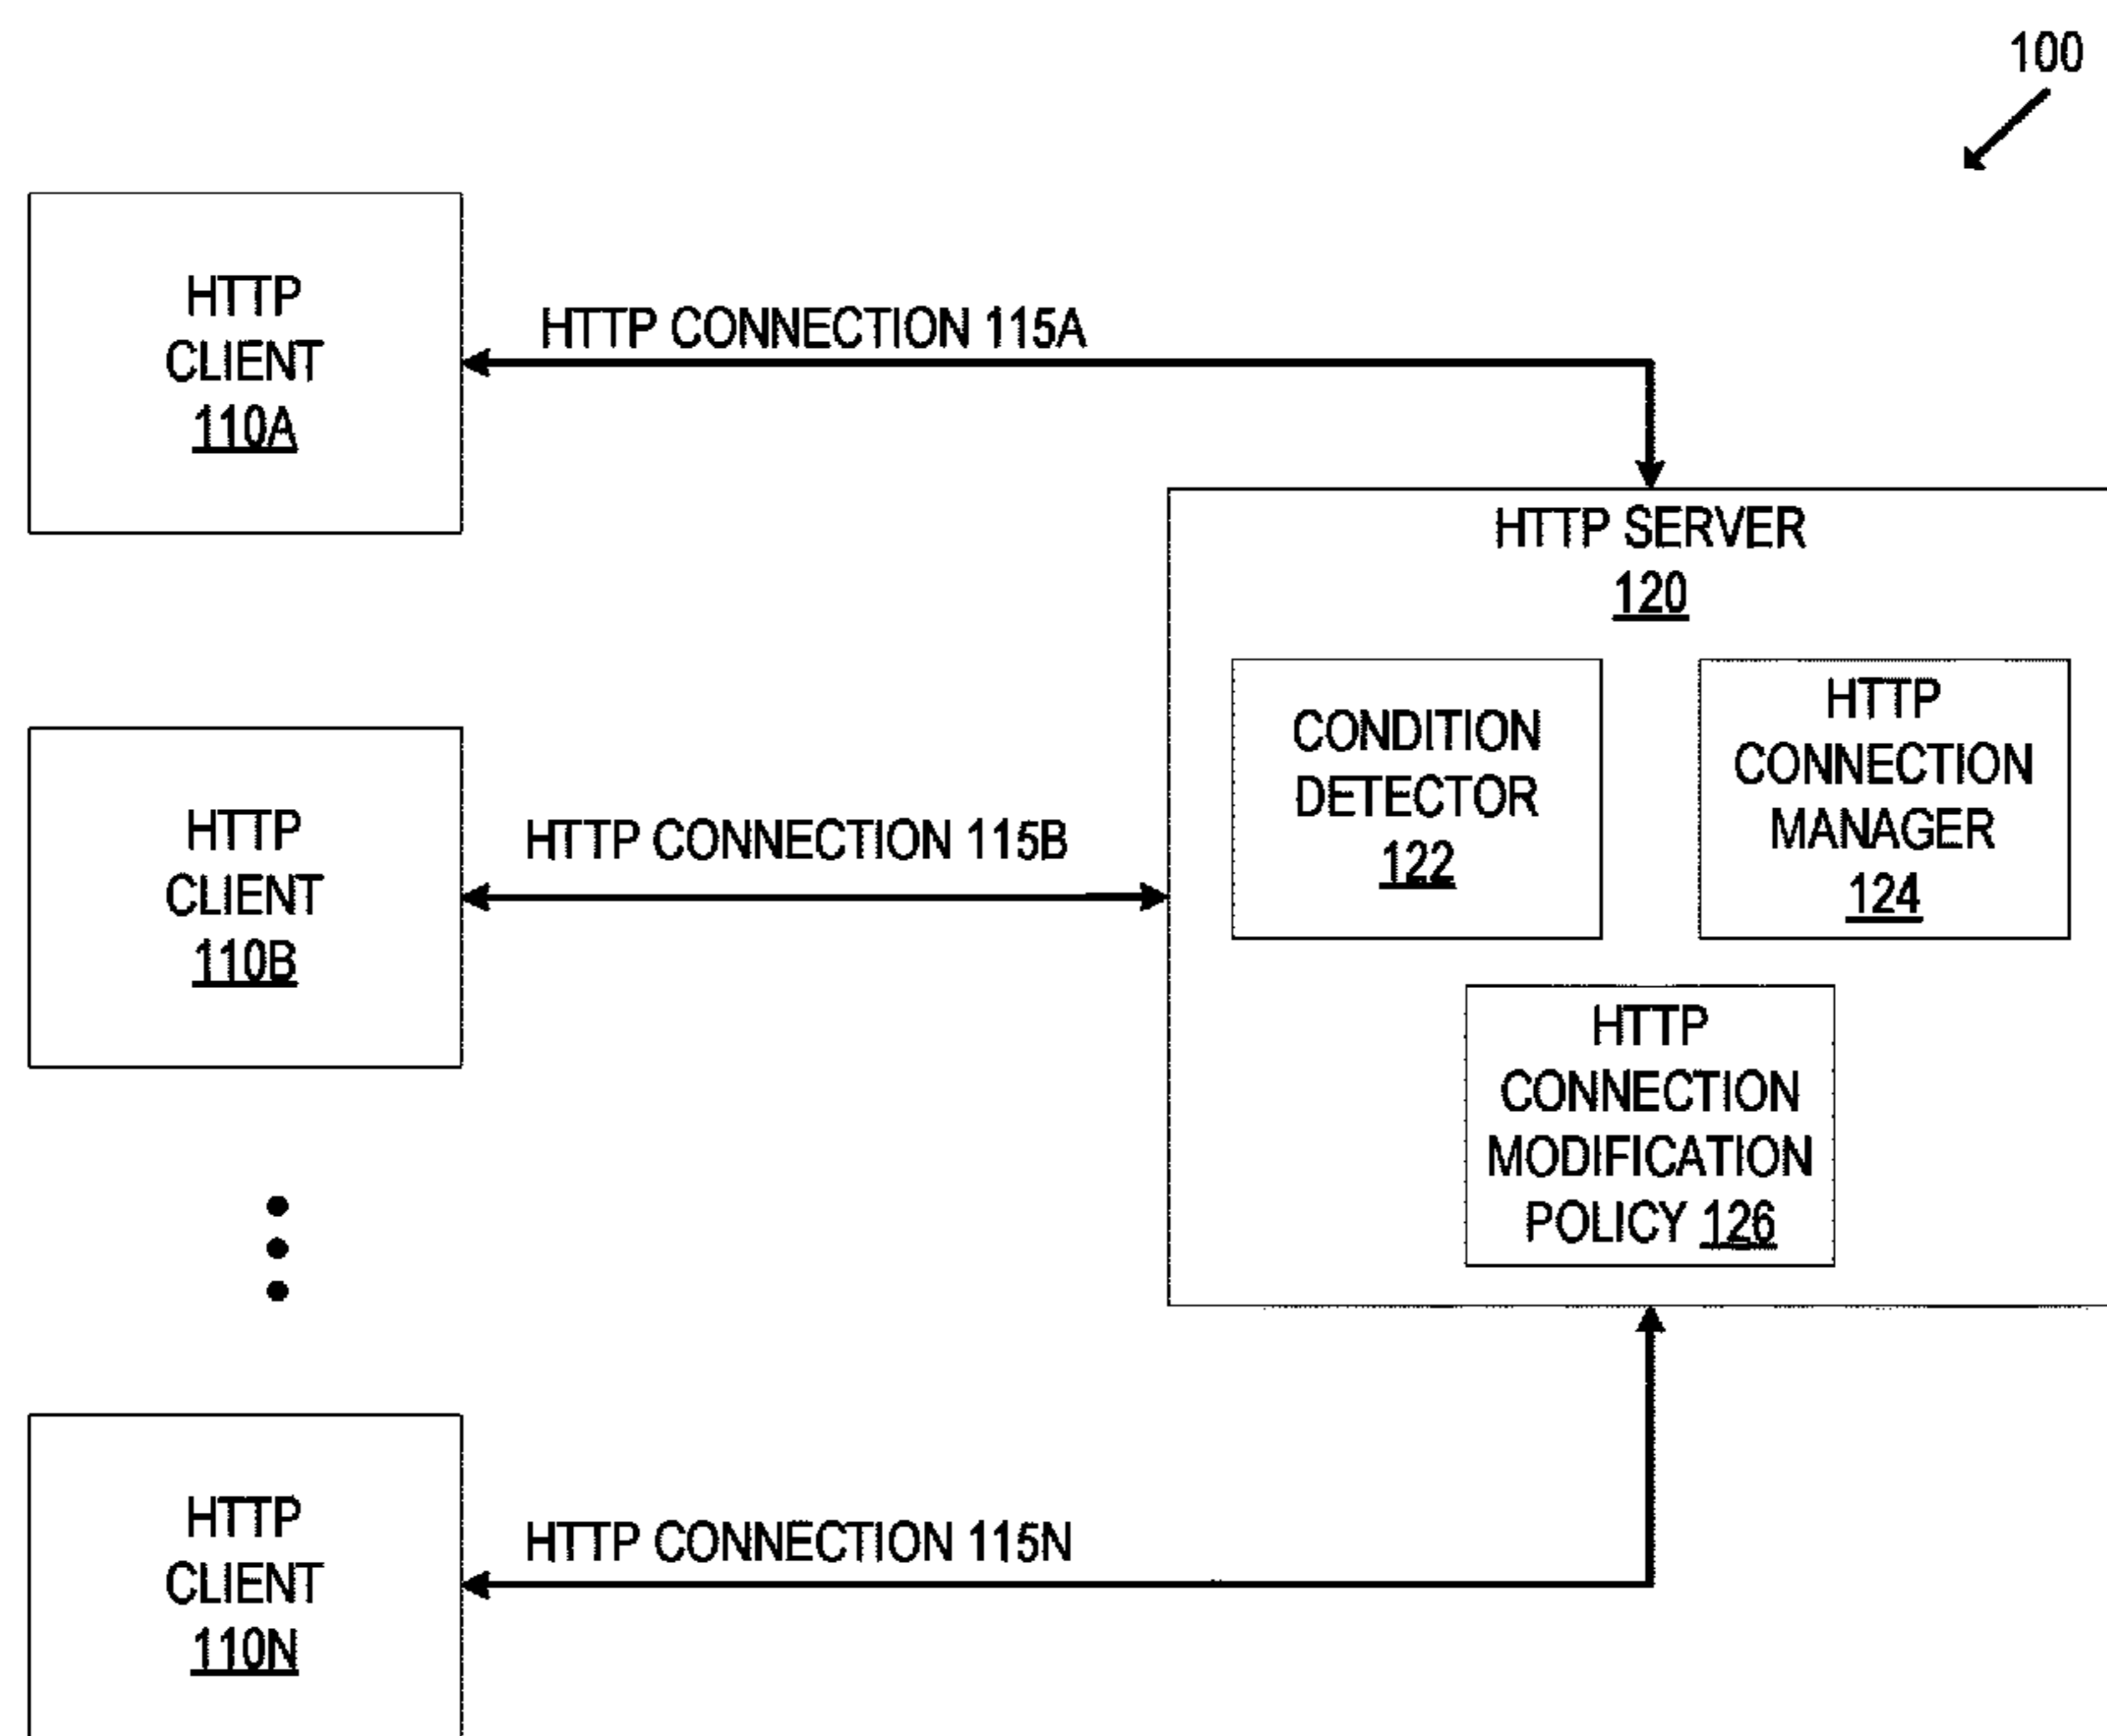 100
HTTP
CLIENT
110A
HTTP CONNECTION 115A
HTTP SERVER
120
CONDITION
DETECTOR
122
HTTP
CONNECTION
MANAGER
124
HTTP
CONNECTION
MODIFICATION
POLICY 126
HTTP
CLIENT
110B
HTTP CONNECTION 115B
HTTP
CLIENT
110N
HTTP CONNECTION 115N